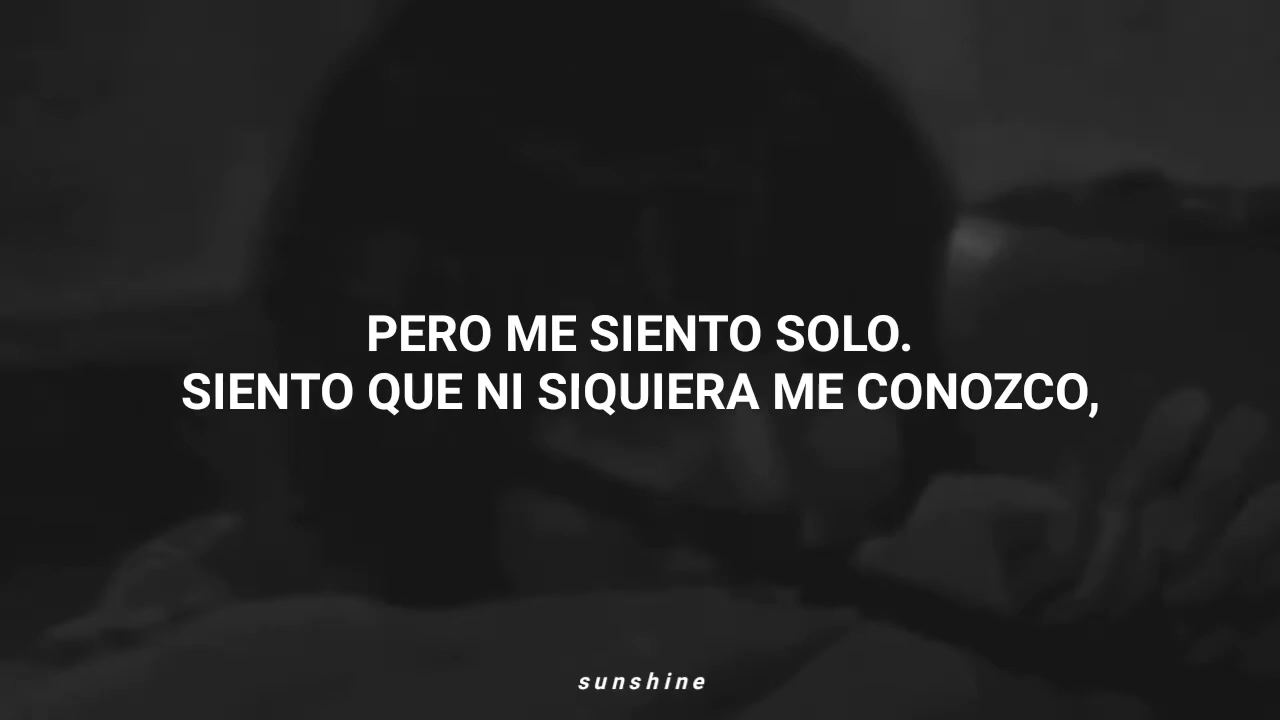 PERO ME SIENTO SOLO.
SIENTO QUE NI SIQUIERA ME CONOZCO,
sunshine